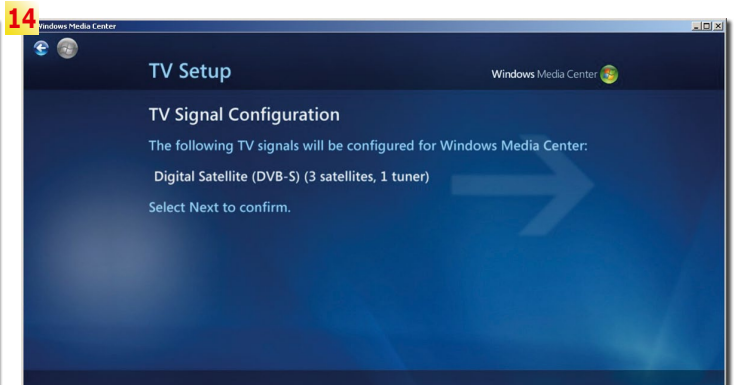 14
Windows Media Center
TV Setup
Windows Media Center
TV Signal Configuration
The following TV signals will be configured for Windows Media Center:
Digital Satellite (DVB-S) (3 satellites, 1 tuner)
Select Next to confirm.